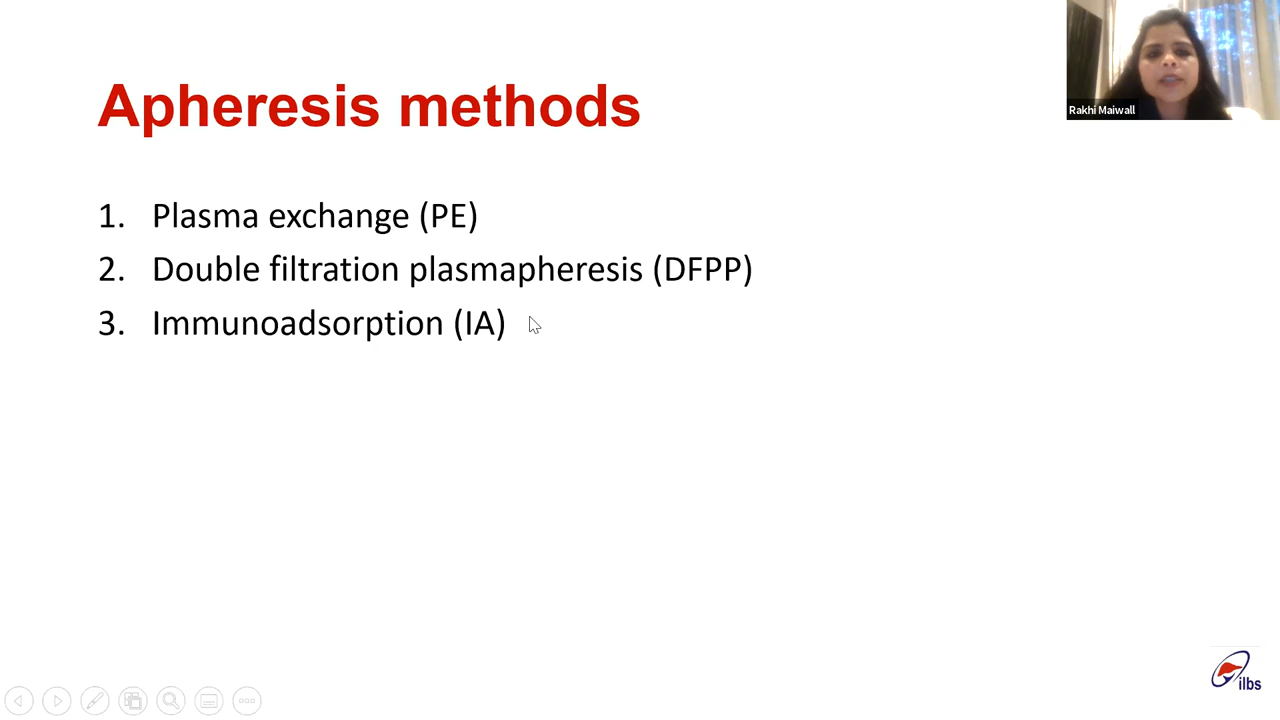 Apheresis methods
1. Plasma exchange (PE)
2. Double filtration plasmapheresis (DFPP)
3. Immunoadsorption (IA)
Rakhi Maiwall
ilbs